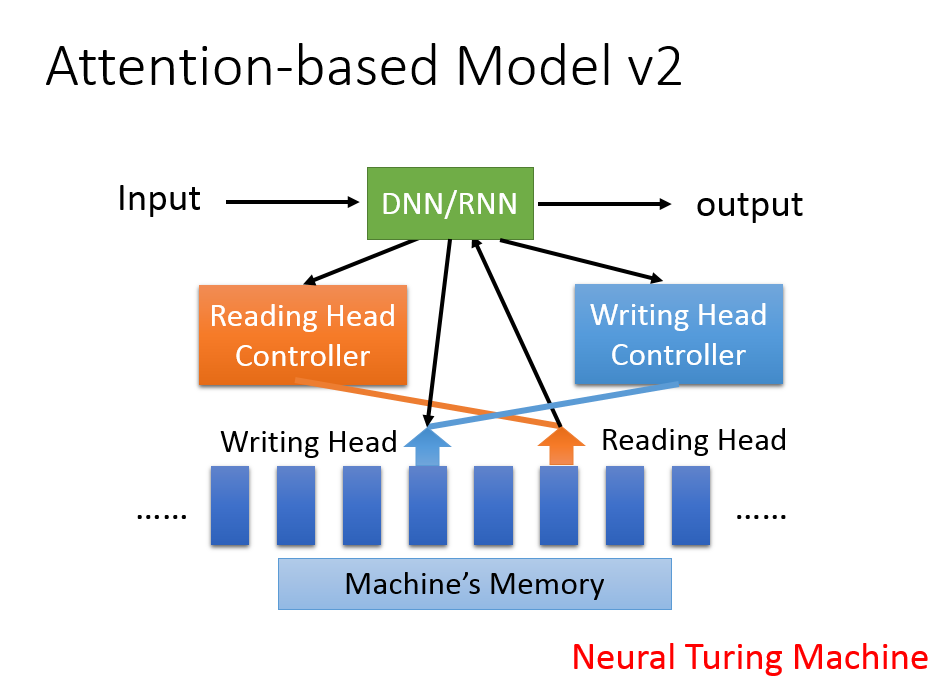 Attention-based Model v2
Input
DNN/RNN
output
Reading Head
Controller
Writing Head
Controller
Writing Head
Reading Head
……
……
Machine’s Memory
Neural Turing Machine